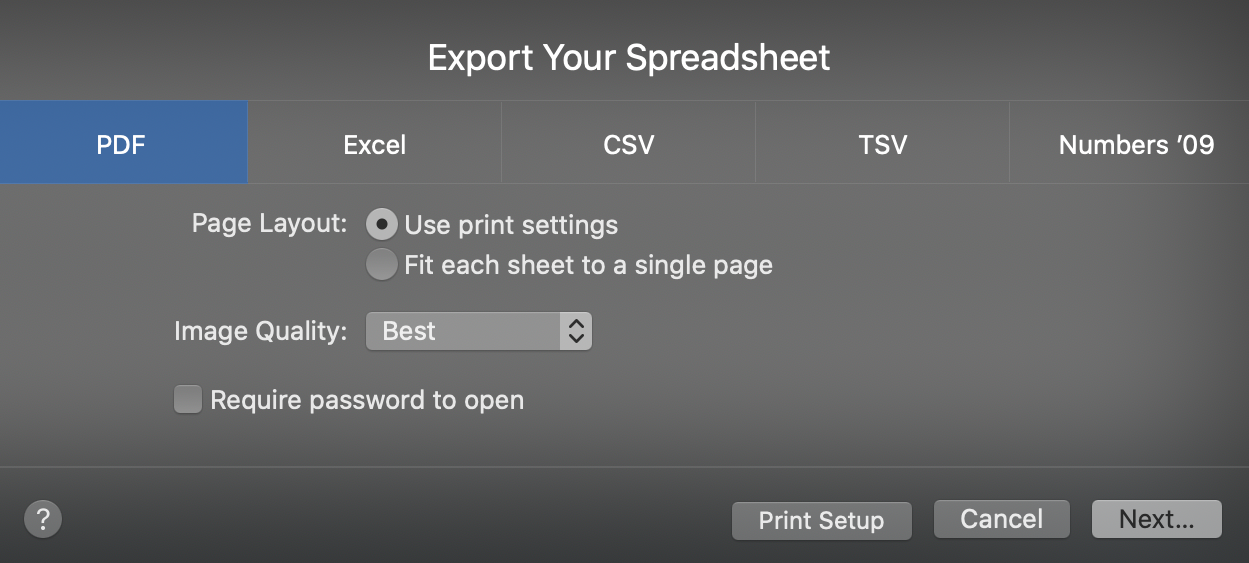 Export Your Spreadsheet
PDF Excel CSV TSV Numbers ’09
Page Layout: Use print settings
Fit each sheet to a single page
Image Quality: Best
Require password to open
? Print Setup Cancel Next...